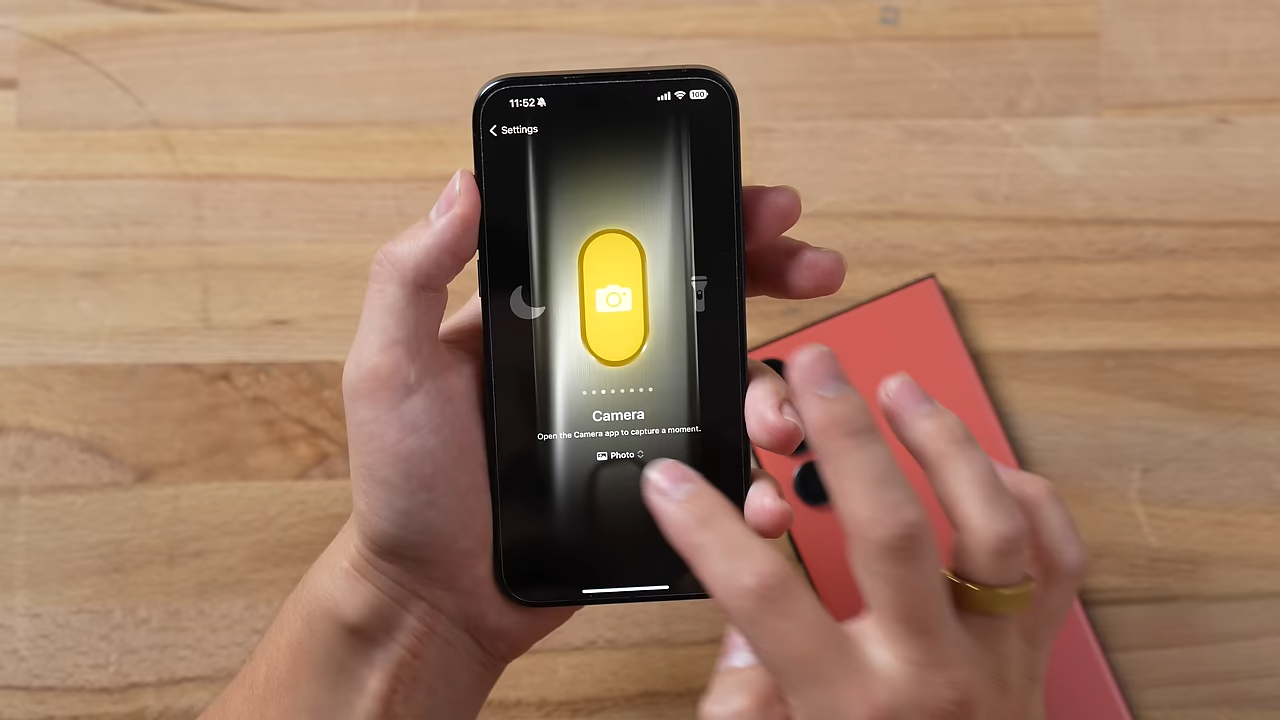 11:52
100
Settings
Camera
Open the Camera app to capture a moment.
Photo